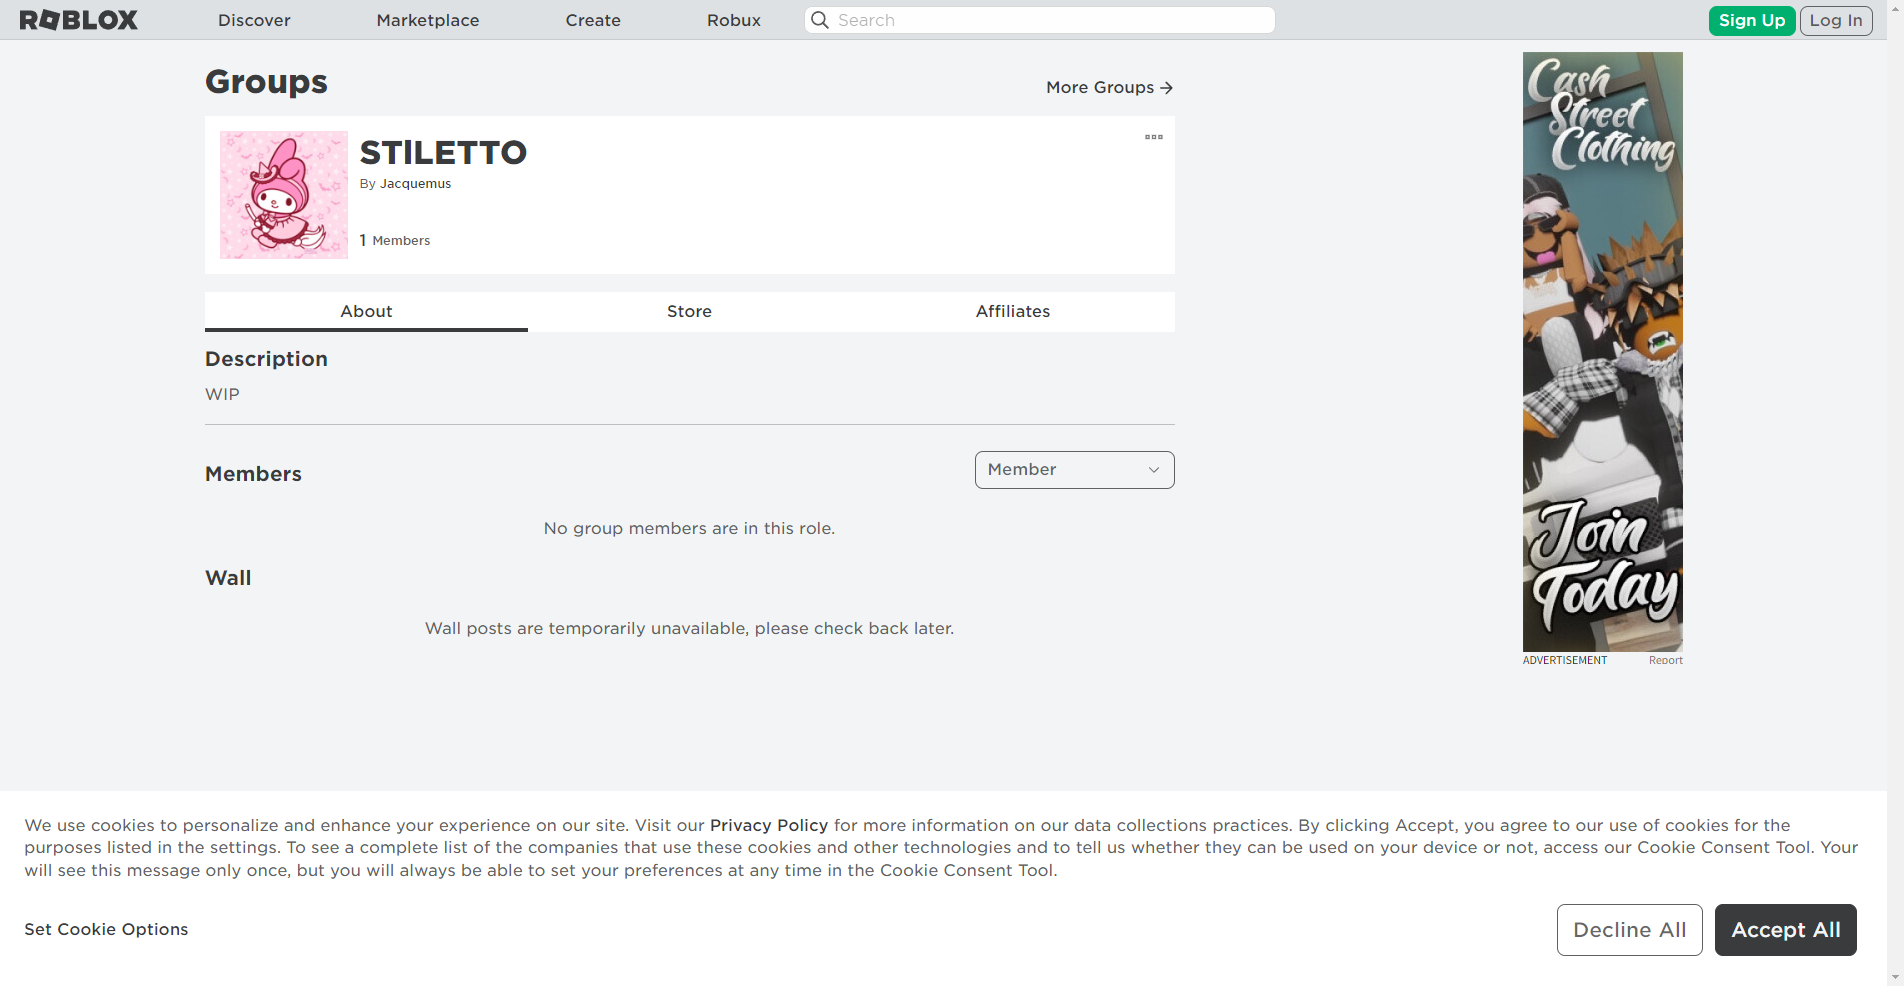 ROBLOX
Discover
Marketplace
Create
Robux
Search
Sign Up
Log In
Groups
More Groups
STlLETTO
By Jacquemus
1 Members
About
Store
Affiliates
Description
WIP
Members
Member
No group members are in this role.
Wall
Wall posts are temporarily unavailable, please check back later.
Cash
Street
Clothing
Join
Today
ADVERTISEMENT
Report
We use cookies to personalize and enhance your experience on our site. Visit our Privacy Policy for more information on our data collections practices. By clicking Accept, you agree to our use of cookies for the
purposes listed in the settings. To see a complete list of the companies that use these cookies and other technologies and to tell us whether they can be used on your device or not, access our Cookie Consent Tool. Your
will see this message only once, but you will always be able to set your preferences at any time in the Cookie Consent Tool.
Set Cookie Options
Decline All
Accept All